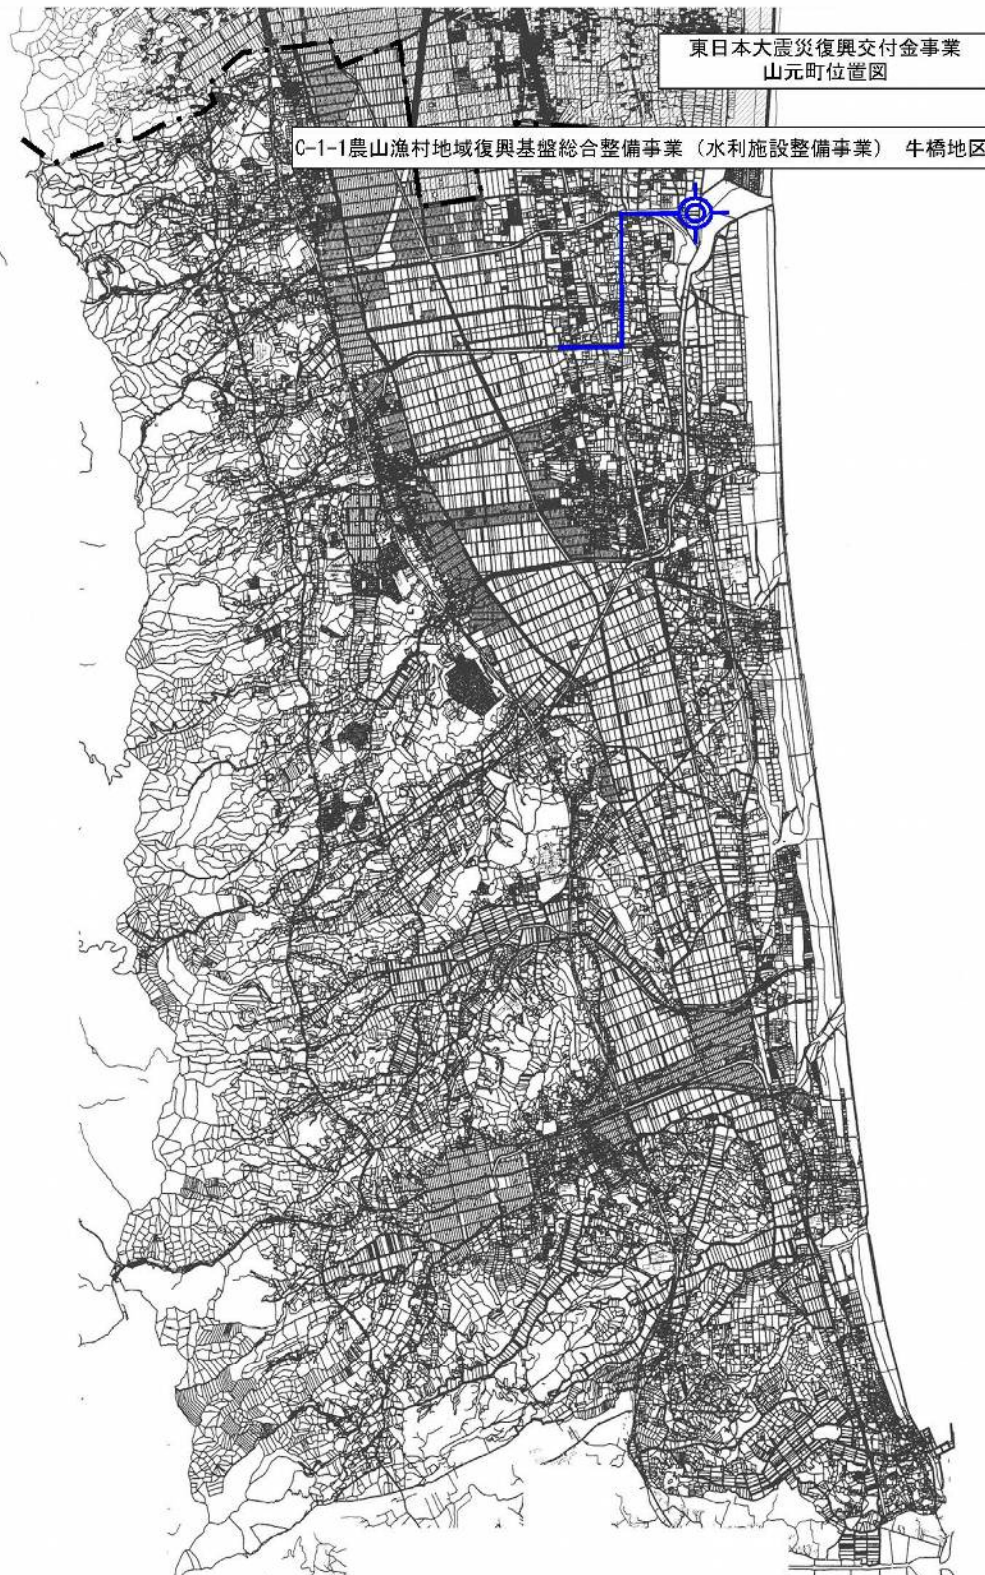 東日本大震災復興交付金事業
山元町位置図
C-1-1農山漁村地域復興基盤総合整備事業（水利施設整備事業）　牛橋地区